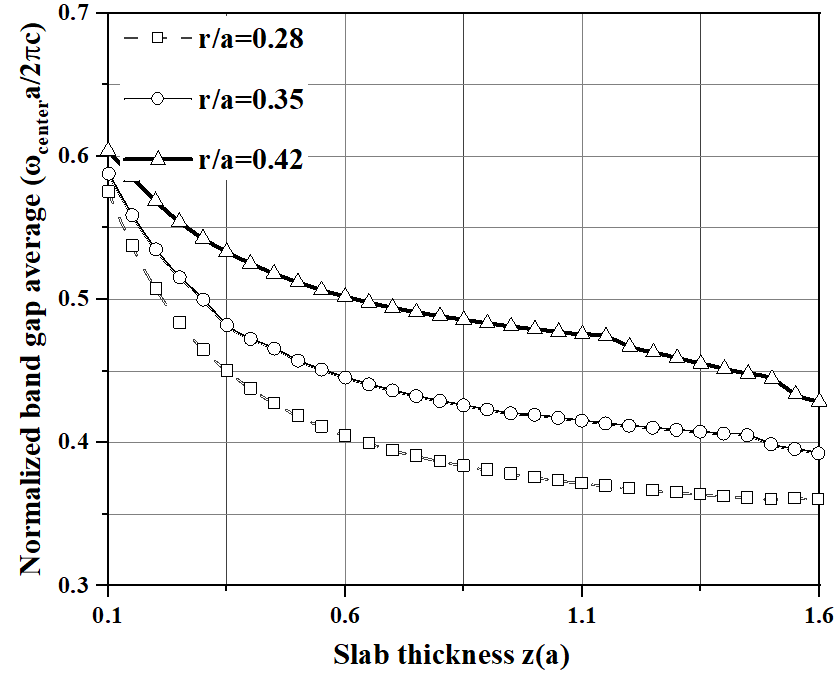 0.7
r/a=0.28
r/a=0.35
r/a=0.42
0.6
0.5
0.4
0.3
Normalized band gap average (ωcentera/2πc)
0.1 0.6 1.1 1.6
Slab thickness z(a)